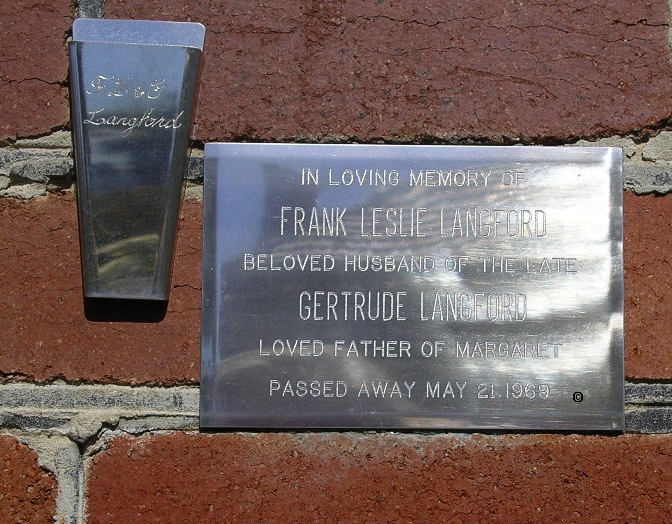 F L & G
Langford
IN LOVING MEMORY OF
FRANK LESLIE LANGFORD
BELOVED HUSBAND OF THE LATE
GERTRUDE LANGFORD
LOVED FATHER OF MARGARET
PASSED AWAY MAY 21.1969
©